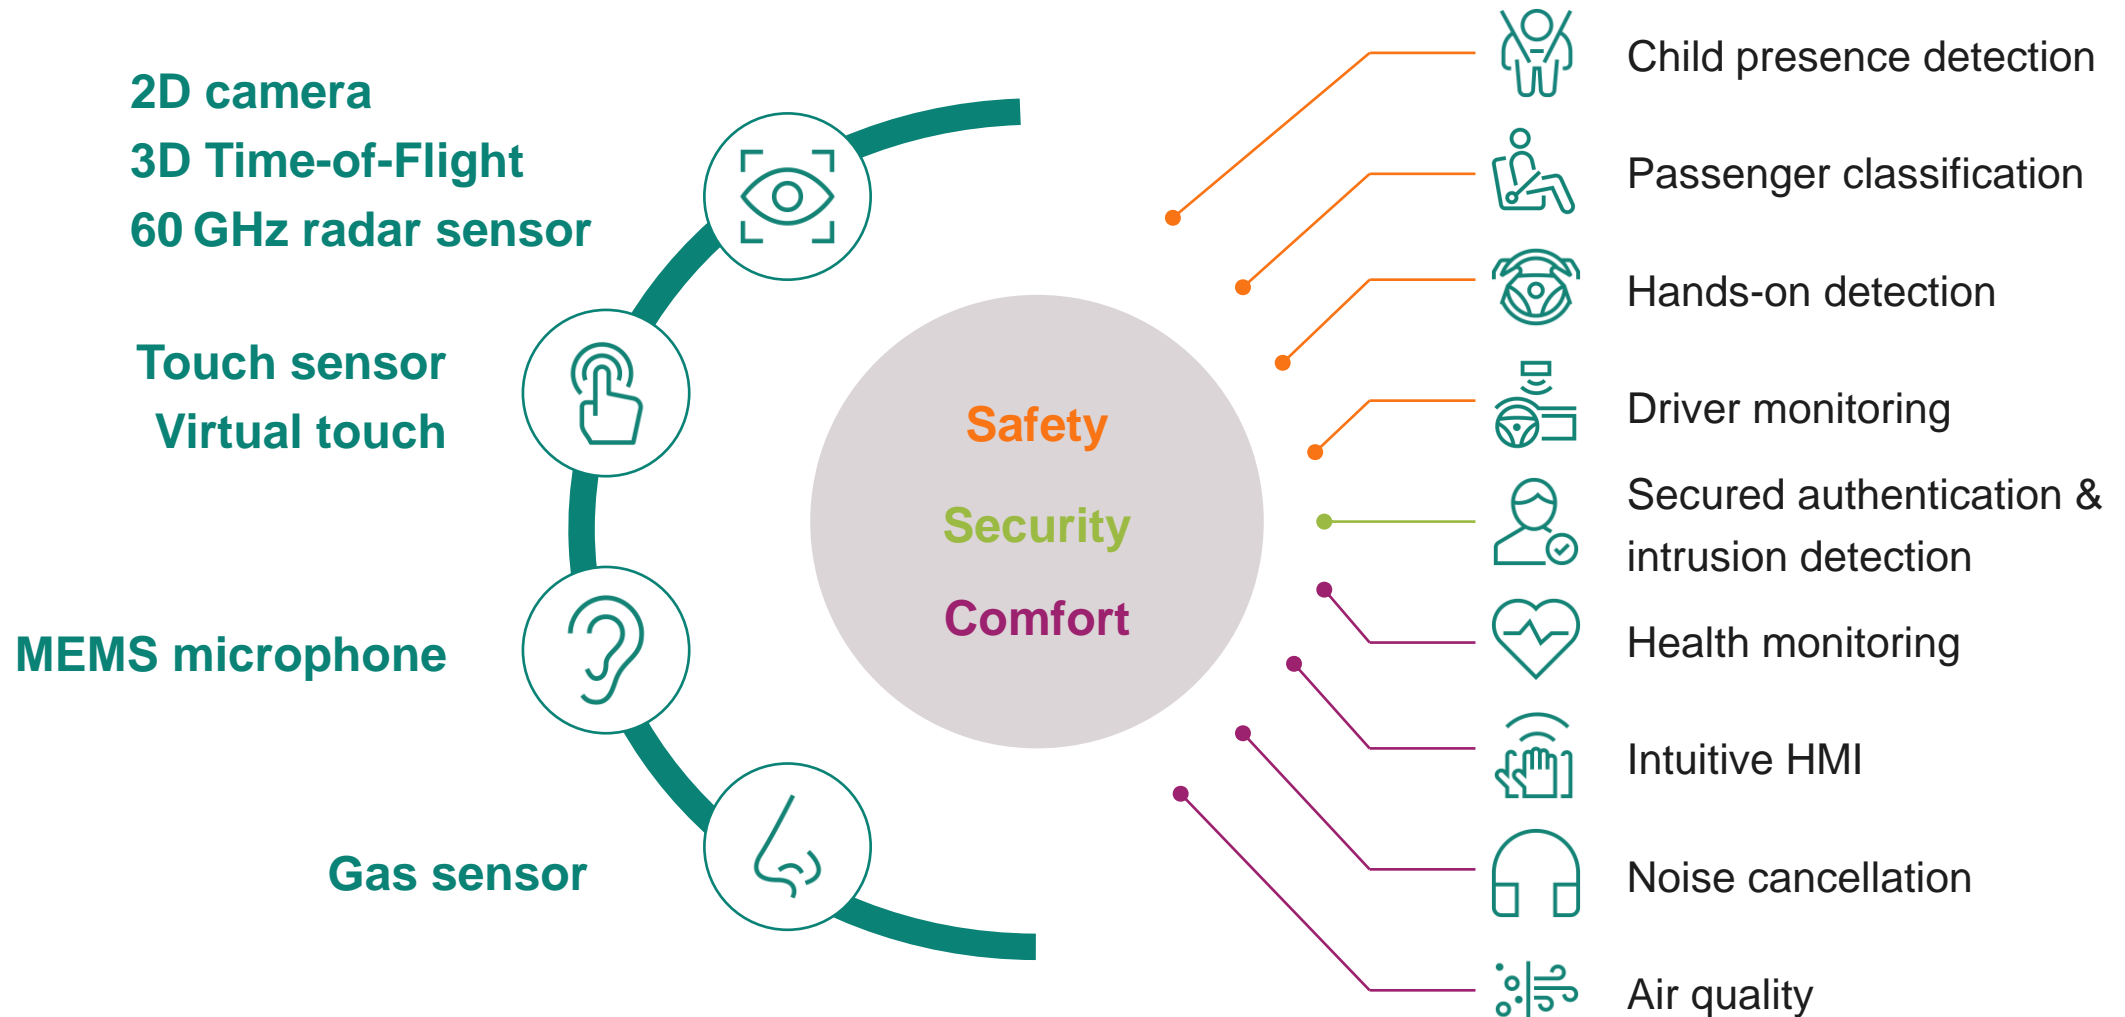 2D camera
3D Time-of-Flight
60 GHz radar sensor
Touch sensor
Virtual touch
MEMS microphone
Gas sensor
Safety
Security
Comfort
Child presence detection
Passenger classification
Hands-on detection
Driver monitoring
Secured authentication &
intrusion detection
Health monitoring
Intuitive HMI
Noise cancellation
Air quality